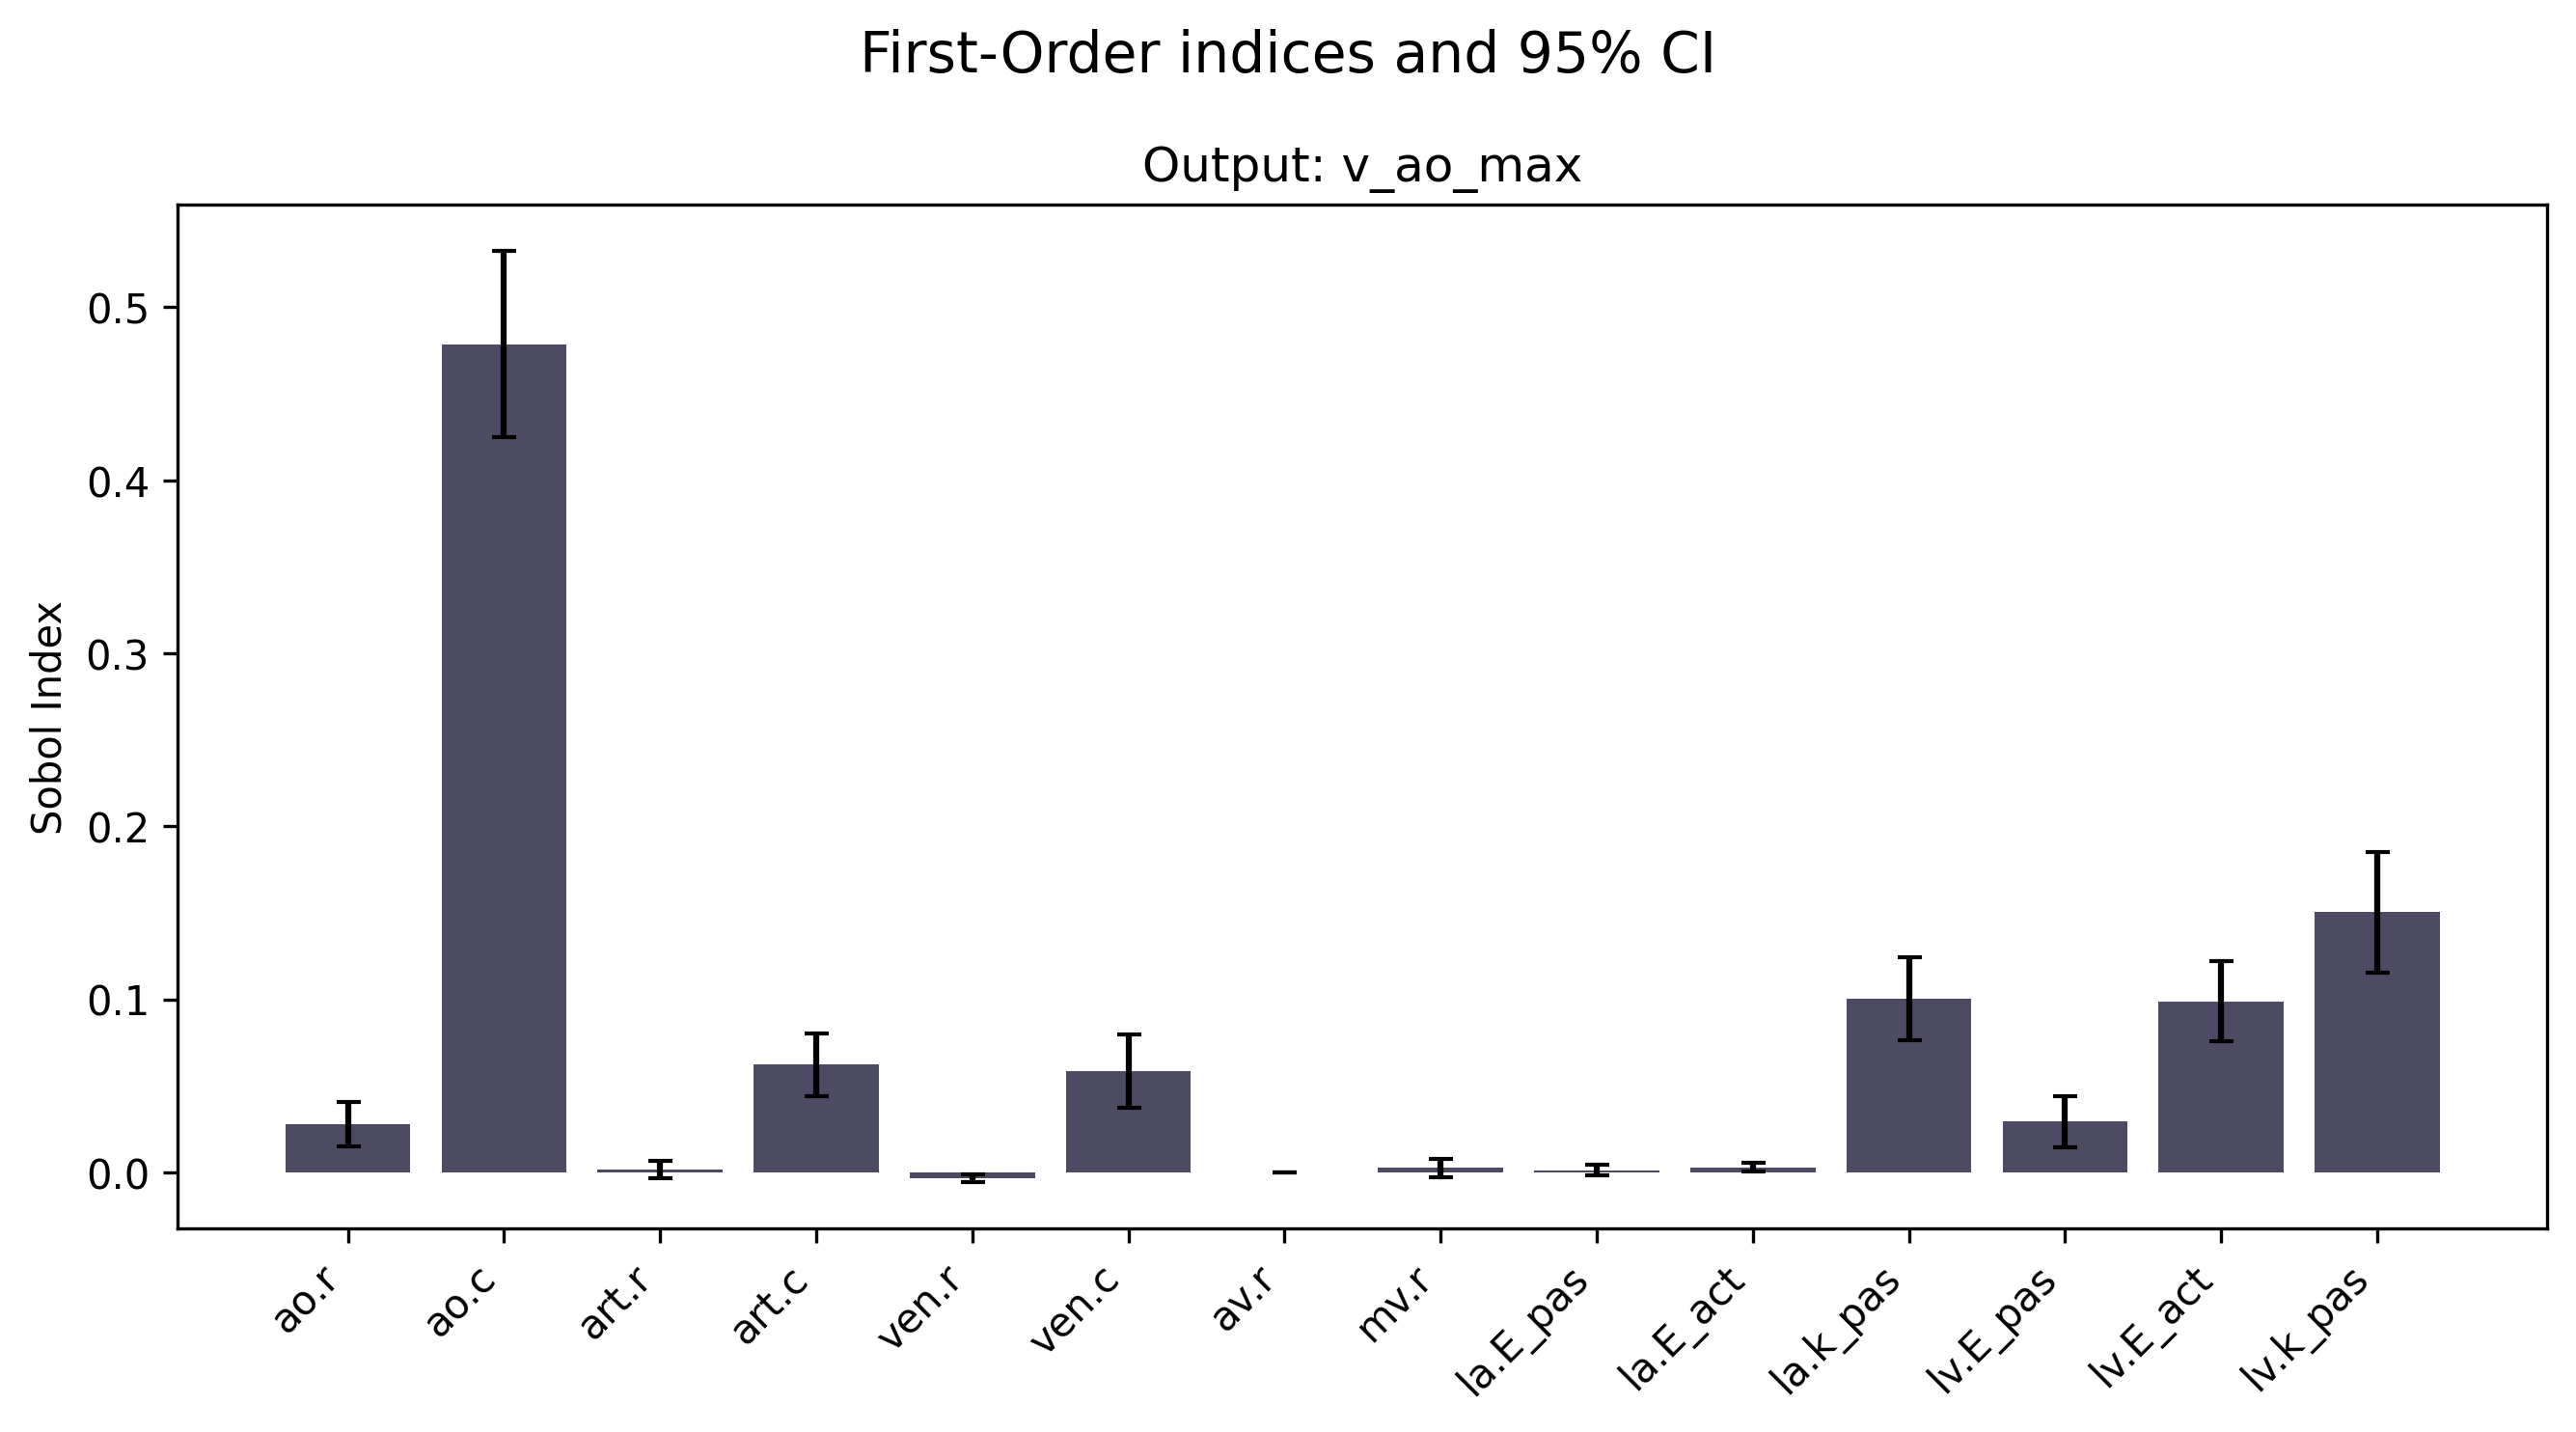 First-Order indices and 95% CI
Output: v_ao_max
Sobol Index
0.5
0.4
0.3
0.2
0.1
0.0
ao.r
ao.c
art.r
art.c
ven.r
ven.c
av.r
mv.r
la.E_pas
la.E_act
la.k_pas
lv.E_pas
lv.E_act
lv.k_pas